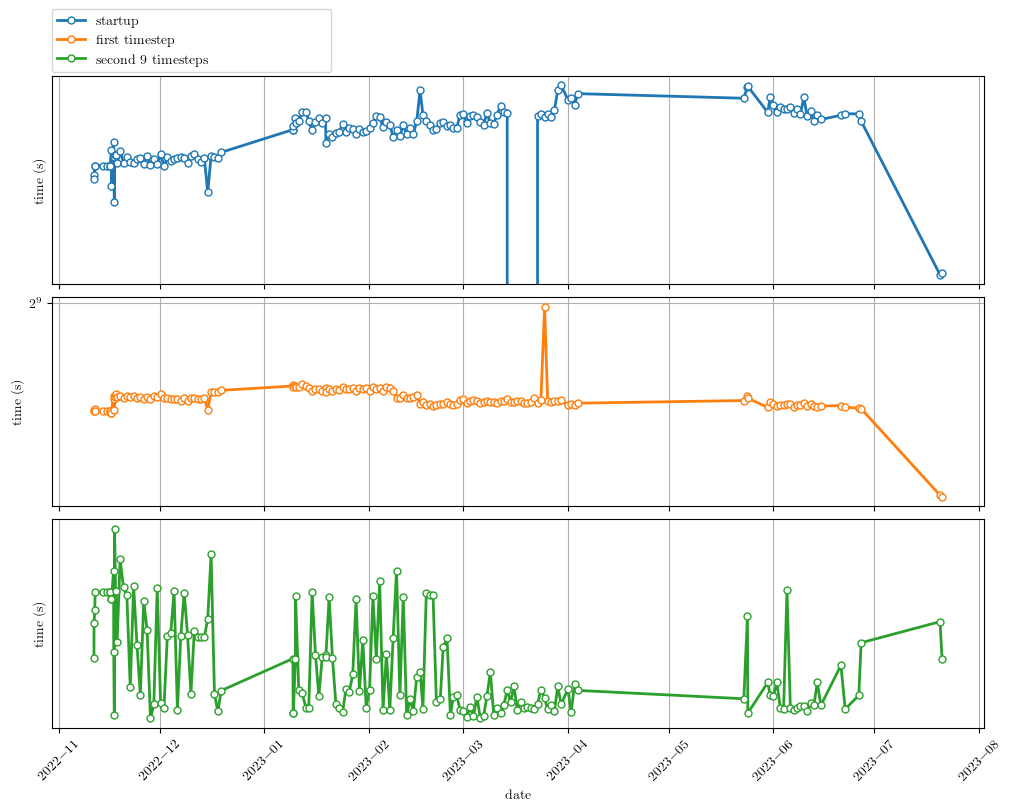 startup
first timestep
second 9 timesteps
time (s)
2⁹
time (s)
time (s)
2022−11
2022−12
2023−01
2023−02
2023−03
2023−04
2023−05
2023−06
2023−07
2023−08
date